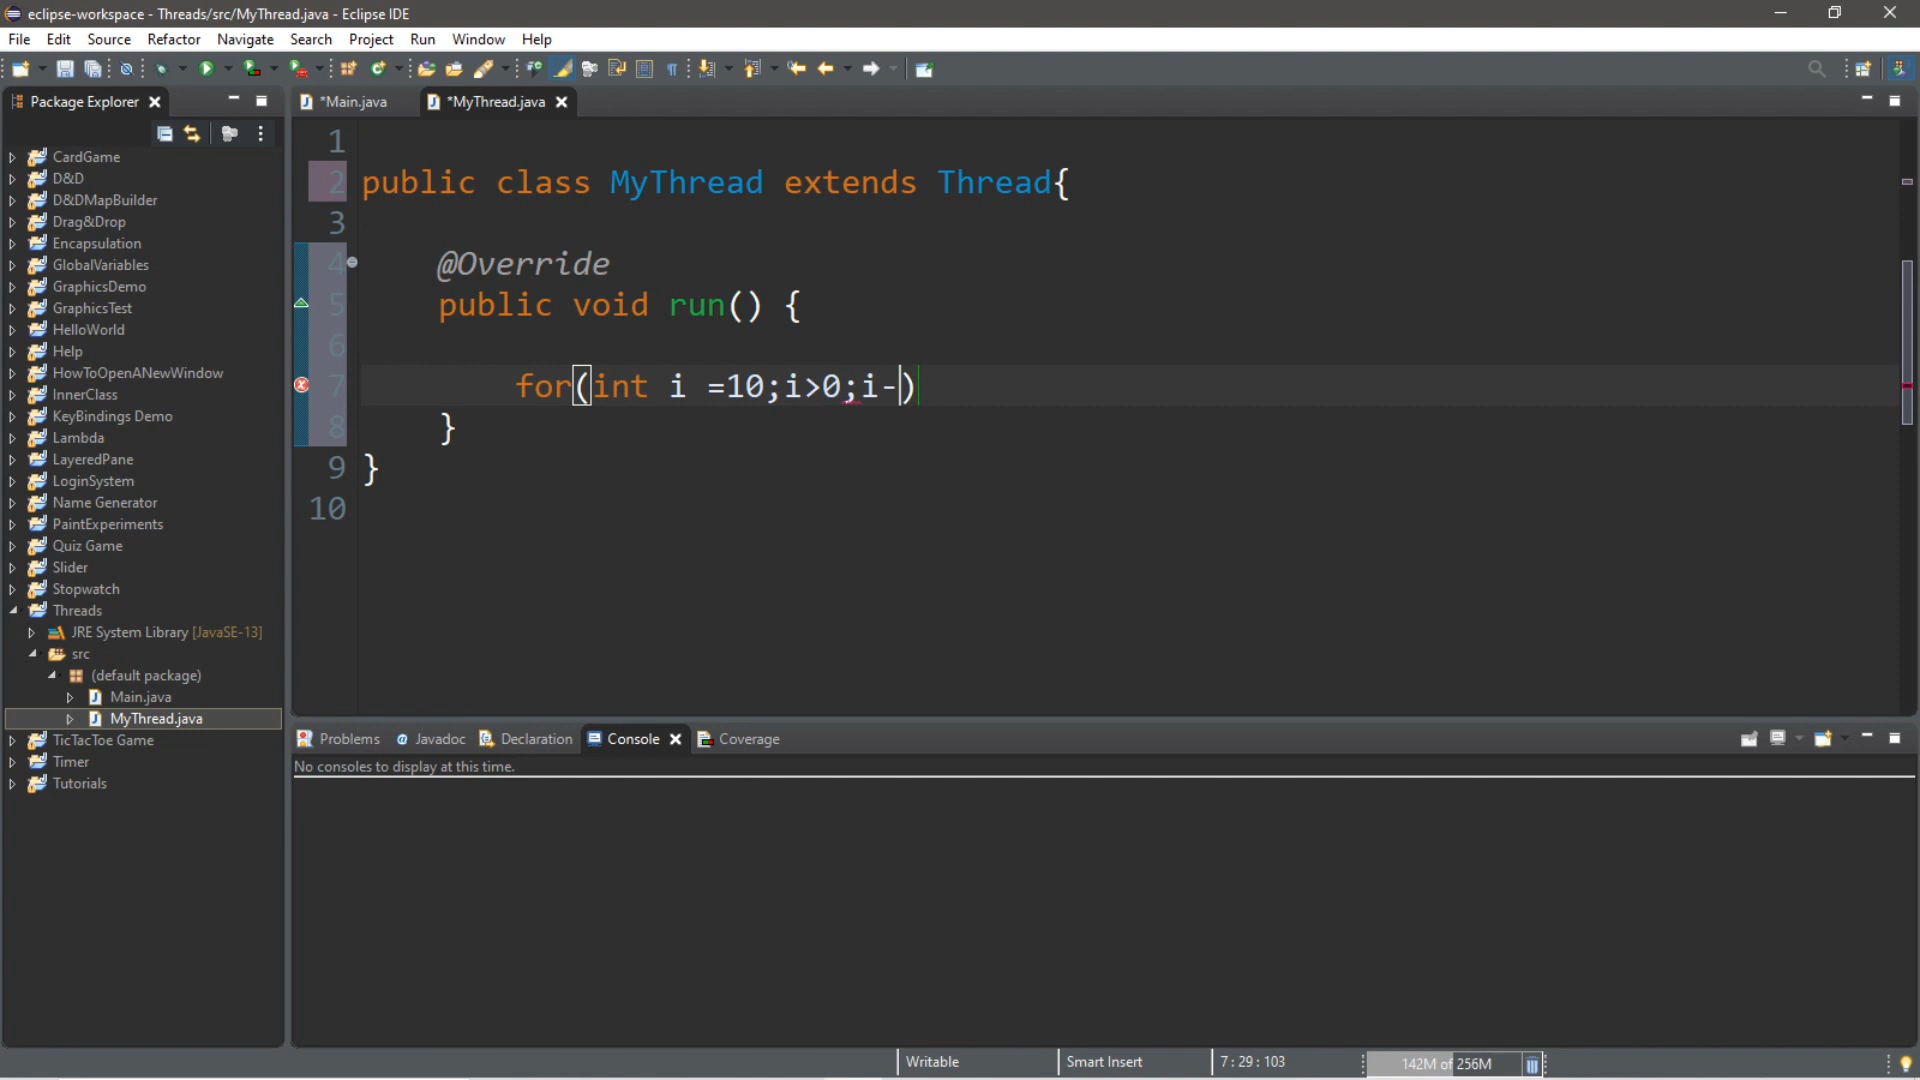 eclipse-workspace - Threads/src/MyThread.java - Eclipse IDE
File Edit Source Refactor Navigate Search Project Run Window Help
Package Explorer
*Main.java *MyThread.java
CardGame
D&D
D&DMapBuilder
Drag&Drop
Encapsulation
GlobalVariables
GraphicsDemo
GraphicsTest
HelloWorld
Help
HowToOpenANewWindow
InnerClass
KeyBindings Demo
Lambda
LayeredPane
LoginSystem
Name Generator
PaintExperiments
Quiz Game
Slider
Stopwatch
Threads
JRE System Library [JavaSE-13]
src
(default package)
Main.java
MyThread.java
TicTacToe Game
Timer
Tutorials
1
2 public class MyThread extends Thread{
3
4 @Override
5 public void run() {
6
7 for(int i =10;i>0;i-)
8 }
9 }
10
Problems Javadoc Declaration Console Coverage
No consoles to display at this time.
Writable Smart Insert 7 : 29 : 103 142M of 256M